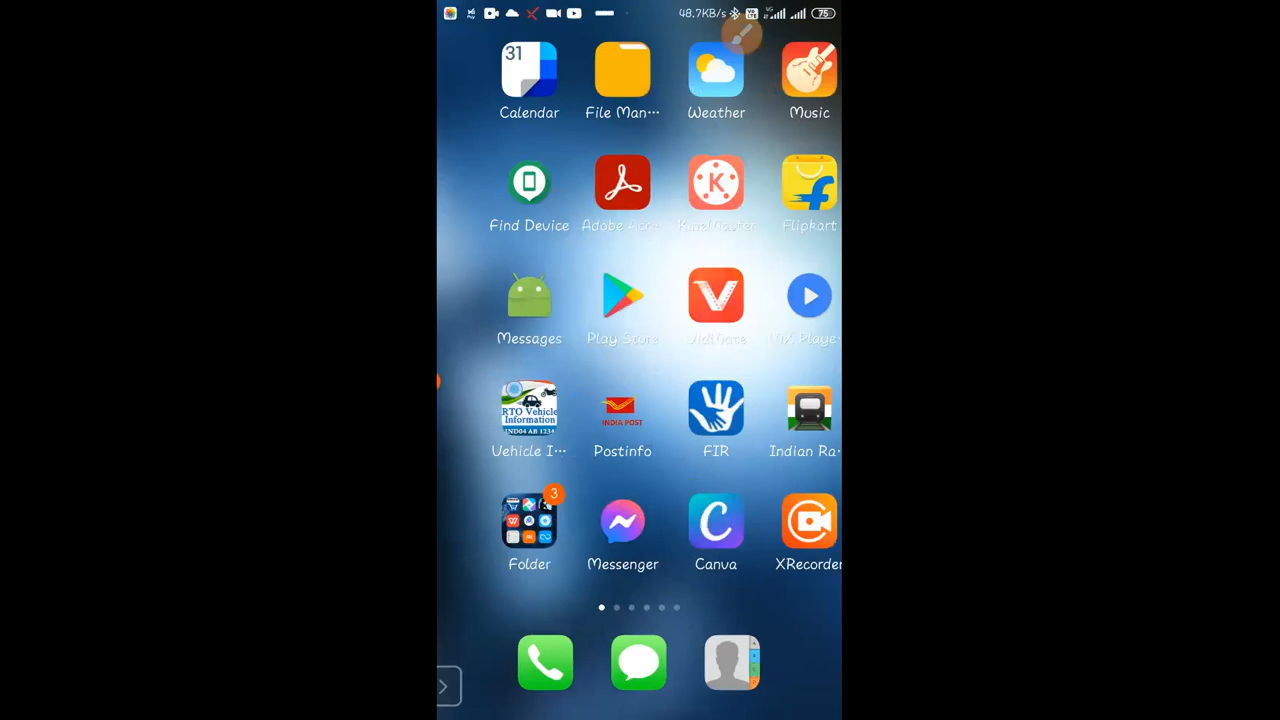 48.7KB/s 4G 75
31
Calendar File Man··· Weather Music
K
Find Device Adobe Acr··· KineMaster Flipkart
Messages Play Store VidMate MX Playe·
RTO Vehicle
Information
IND04 AB 1234
INDIA POST
Vehicle I··· Postinfo FIR Indian Ra·
3
Folder Messenger Canva XRecorder